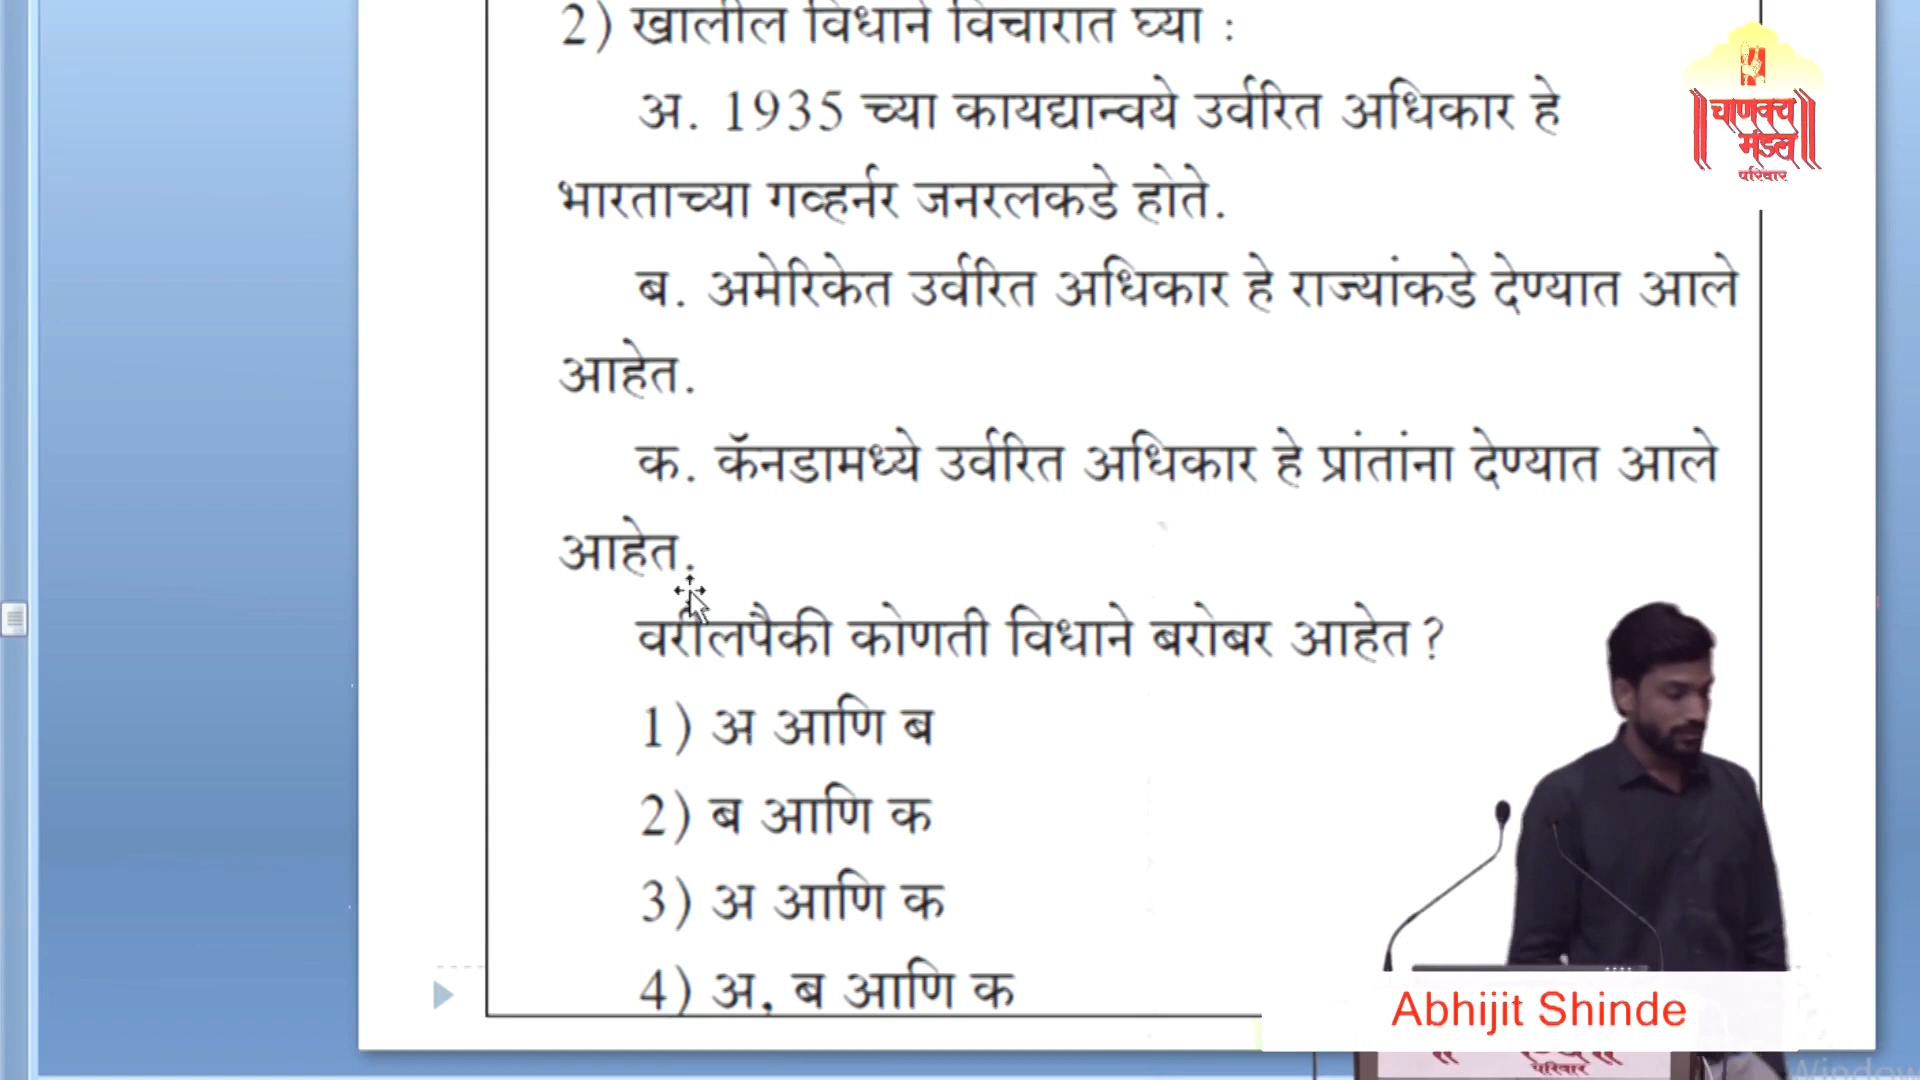 2) खालील विधाने विचारात घ्या :
अ. 1935 च्या कायद्यान्वये उर्वरित अधिकार हे
भारताच्या गव्हर्नर जनरलकडे होते.
ब. अमेरिकेत उर्वरित अधिकार हे राज्यांकडे देण्यात आले
आहेत.
क. कॅनडामध्ये उर्वरित अधिकार हे प्रांतांना देण्यात आले
आहेत.
वरीलपैकी कोणती विधाने बरोबर आहेत?
1) अ आणि ब
2) ब आणि क
3) अ आणि क
4) अ, ब आणि क
चाणक्य
मंडल
परिवार
Abhijit Shinde
परिवार
Window